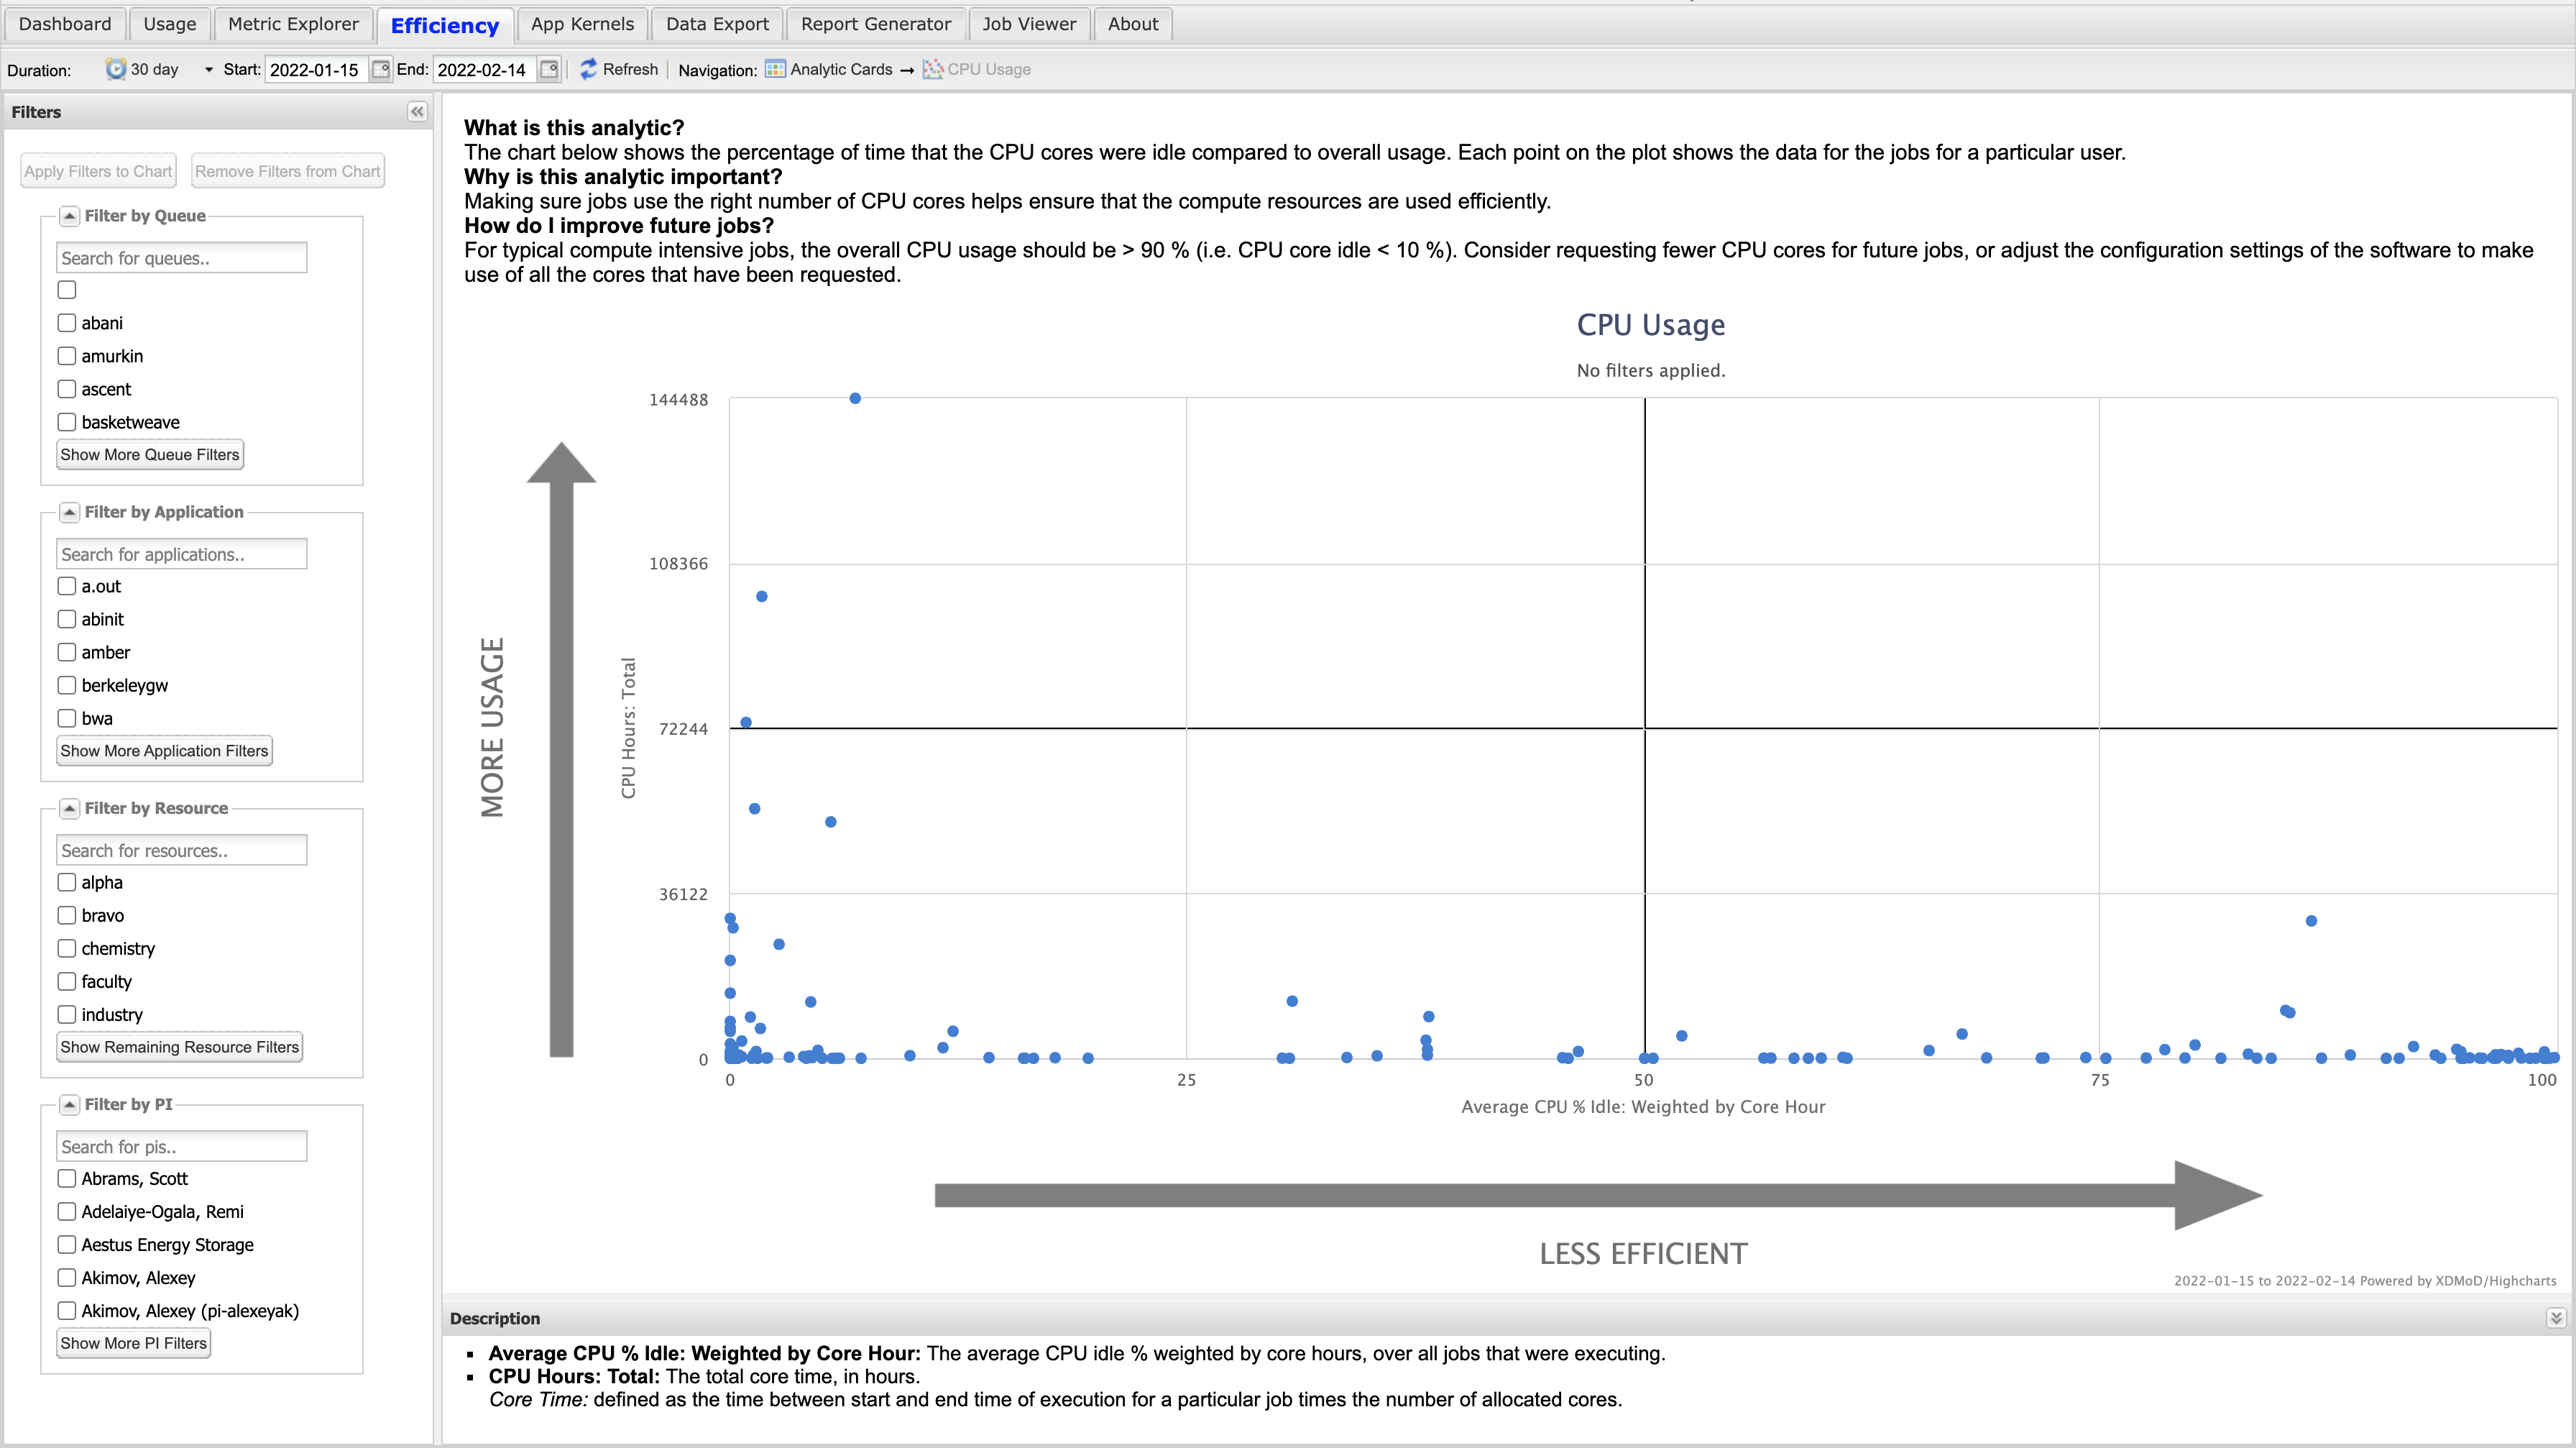 Dashboard Usage Metric Explorer Efficiency App Kernels Data Export Report Generator Job Viewer About
Duration: 30 day Start: 2022-01-15 End: 2022-02-14 Refresh Navigation: Analytic Cards → CPU Usage
Filters
Apply Filters to Chart Remove Filters from Chart
Filter by Queue
Search for queues..
abani
amurkin
ascent
basketweave
Show More Queue Filters
Filter by Application
Search for applications..
a.out
abinit
amber
berkeleygw
bwa
Show More Application Filters
Filter by Resource
Search for resources..
alpha
bravo
chemistry
faculty
industry
Show Remaining Resource Filters
Filter by PI
Search for pis..
Abrams, Scott
Adelaiye-Ogala, Remi
Aestus Energy Storage
Akimov, Alexey
Akimov, Alexey (pi-alexeyak)
Show More PI Filters
What is this analytic?
The chart below shows the percentage of time that the CPU cores were idle compared to overall usage. Each point on the plot shows the data for the jobs for a particular user.
Why is this analytic important?
Making sure jobs use the right number of CPU cores helps ensure that the compute resources are used efficiently.
How do I improve future jobs?
For typical compute intensive jobs, the overall CPU usage should be > 90 % (i.e. CPU core idle < 10 %). Consider requesting fewer CPU cores for future jobs, or adjust the configuration settings of the software to make
use of all the cores that have been requested.
CPU Usage
No filters applied.
MORE USAGE
CPU Hours: Total
144488
108366
72244
36122
0
0 25 50 75 100
Average CPU % Idle: Weighted by Core Hour
LESS EFFICIENT
2022-01-15 to 2022-02-14 Powered by XDMoD/Highcharts
Description
▪ Average CPU % Idle: Weighted by Core Hour: The average CPU idle % weighted by core hours, over all jobs that were executing.
▪ CPU Hours: Total: The total core time, in hours.
Core Time: defined as the time between start and end time of execution for a particular job times the number of allocated cores.